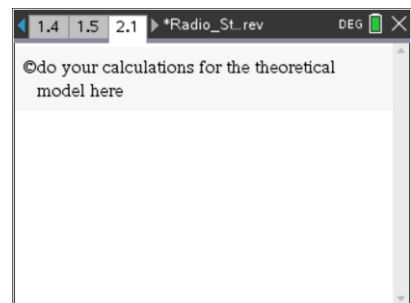 1.4 1.5 2.1 *Radio_St...rev DEG
©do your calculations for the theoretical
model here